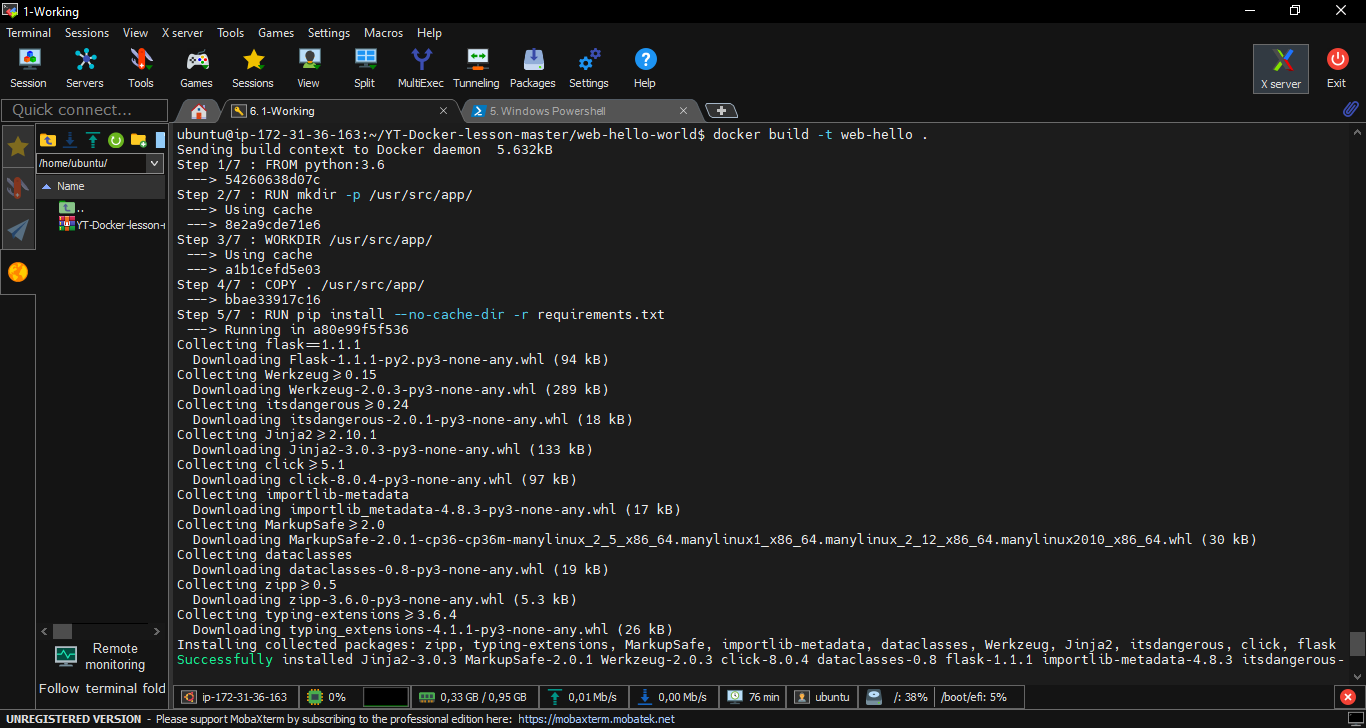 1-Working
Terminal Sessions View X server Tools Games Settings Macros Help
Session Servers Tools Games Sessions View Split MultiExec Tunneling Packages Settings Help X server Exit
Quick connect...
6. 1-Working
5. Windows Powershell
/home/ubuntu/
Name
..
YT-Docker-lesson-
ubuntu@ip-172-31-36-163:~/YT-Docker-lesson-master/web-hello-world$ docker build -t web-hello .
Sending build context to Docker daemon  5.632kB
Step 1/7 : FROM python:3.6
---> 54260638d07c
Step 2/7 : RUN mkdir -p /usr/src/app/
---> Using cache
---> 8e2a9cde71e6
Step 3/7 : WORKDIR /usr/src/app/
---> Using cache
---> a1b1cefd5e03
Step 4/7 : COPY . /usr/src/app/
---> bbae33917c16
Step 5/7 : RUN pip install --no-cache-dir -r requirements.txt
---> Running in a80e99f5f536
Collecting flask==1.1.1
Downloading Flask-1.1.1-py2.py3-none-any.whl (94 kB)
Collecting Werkzeug>=0.15
Downloading Werkzeug-2.0.3-py3-none-any.whl (289 kB)
Collecting itsdangerous>=0.24
Downloading itsdangerous-2.0.1-py3-none-any.whl (18 kB)
Collecting Jinja2>=2.10.1
Downloading Jinja2-3.0.3-py3-none-any.whl (133 kB)
Collecting click>=5.1
Downloading click-8.0.4-py3-none-any.whl (97 kB)
Collecting importlib-metadata
Downloading importlib_metadata-4.8.3-py3-none-any.whl (17 kB)
Collecting MarkupSafe>=2.0
Downloading MarkupSafe-2.0.1-cp36-cp36m-manylinux_2_5_x86_64.manylinux1_x86_64.manylinux_2_12_x86_64.manylinux2010_x86_64.whl (30 kB)
Collecting dataclasses
Downloading dataclasses-0.8-py3-none-any.whl (19 kB)
Collecting zipp>=0.5
Downloading zipp-3.6.0-py3-none-any.whl (5.3 kB)
Collecting typing-extensions>=3.6.4
Downloading typing_extensions-4.1.1-py3-none-any.whl (26 kB)
Installing collected packages: zipp, typing-extensions, MarkupSafe, importlib-metadata, dataclasses, Werkzeug, Jinja2, itsdangerous, click, flask
Successfully installed Jinja2-3.0.3 MarkupSafe-2.0.1 Werkzeug-2.0.3 click-8.0.4 dataclasses-0.8 flask-1.1.1 importlib-metadata-4.8.3 itsdangerous-
Remote
monitoring
Follow terminal fold
ip-172-31-36-163 0% 0,33 GB / 0,95 GB 0,01 Mb/s 0,00 Mb/s 76 min ubuntu /: 38% /boot/efi: 5%
UNREGISTERED VERSION - Please support MobaXterm by subscribing to the professional edition here: https://mobaxterm.mobatek.net